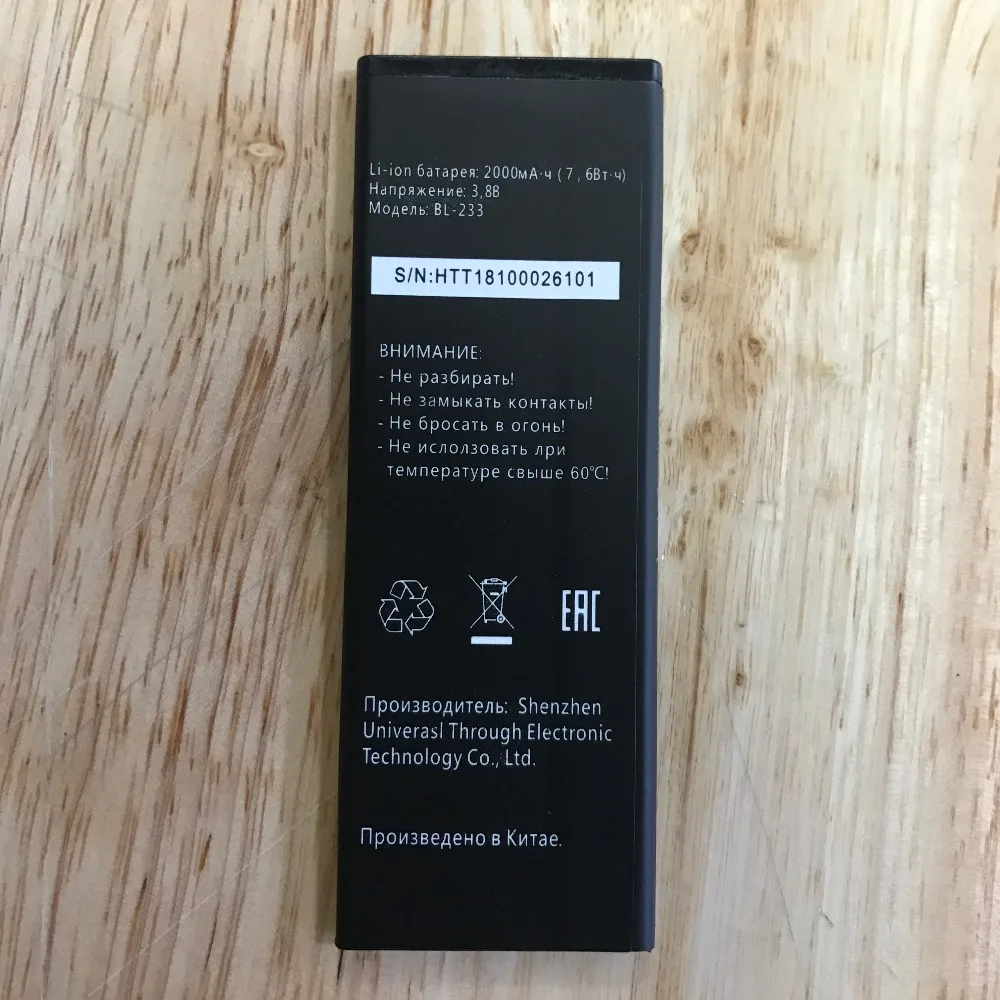 Li-ion батарея: 2000мА·ч ( 7 , 6Вт·ч)
Напряжение: 3,8В
Модель: BL-233
S/N:HTT18100026101
ВНИМАНИЕ:
- Не разбирать!
- Не замыкать контакты!
- Не бросать в огонь!
- Не ислолзовать лри
температуре свыше 60℃!
EAC
Производитель: Shenzhen
Univerasl Through Electronic
Technology Co., Ltd.
Произведено в Китае.